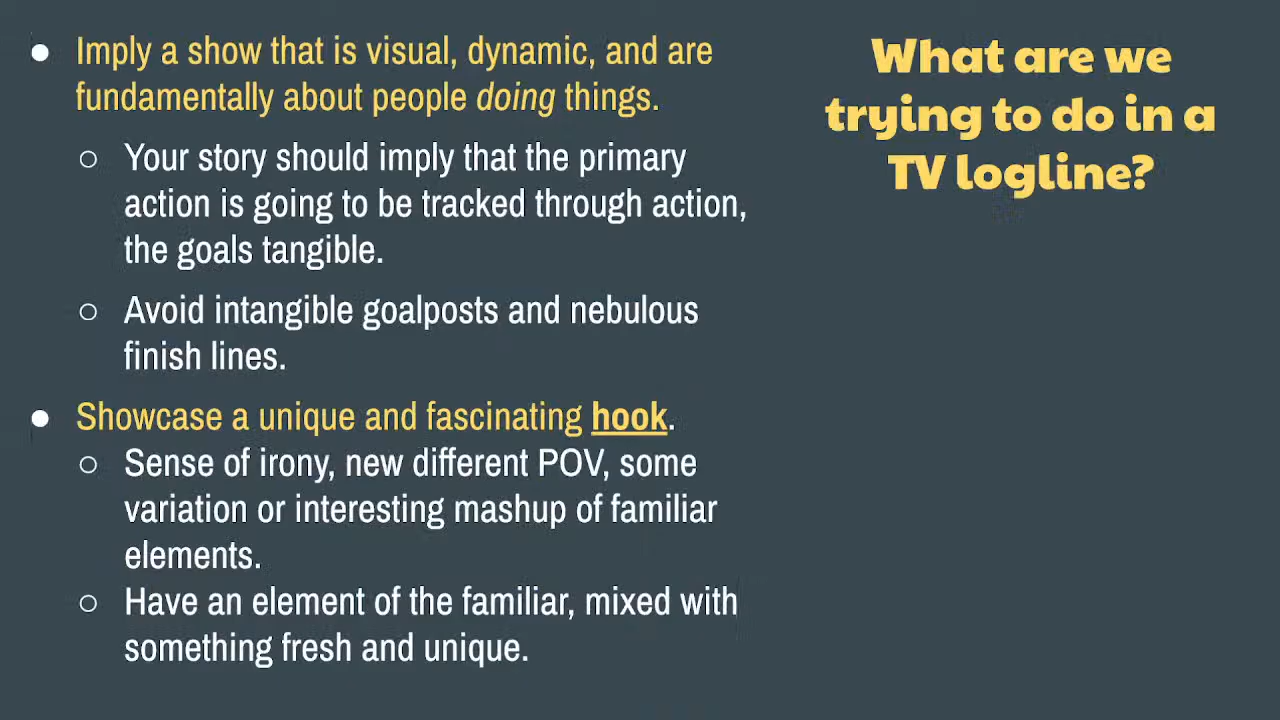 What are we
trying to do in a
TV logline?
● Imply a show that is visual, dynamic, and are
fundamentally about people doing things.
○ Your story should imply that the primary
action is going to be tracked through action,
the goals tangible.
○ Avoid intangible goalposts and nebulous
finish lines.
● Showcase a unique and fascinating hook.
○ Sense of irony, new different POV, some
variation or interesting mashup of familiar
elements.
○ Have an element of the familiar, mixed with
something fresh and unique.